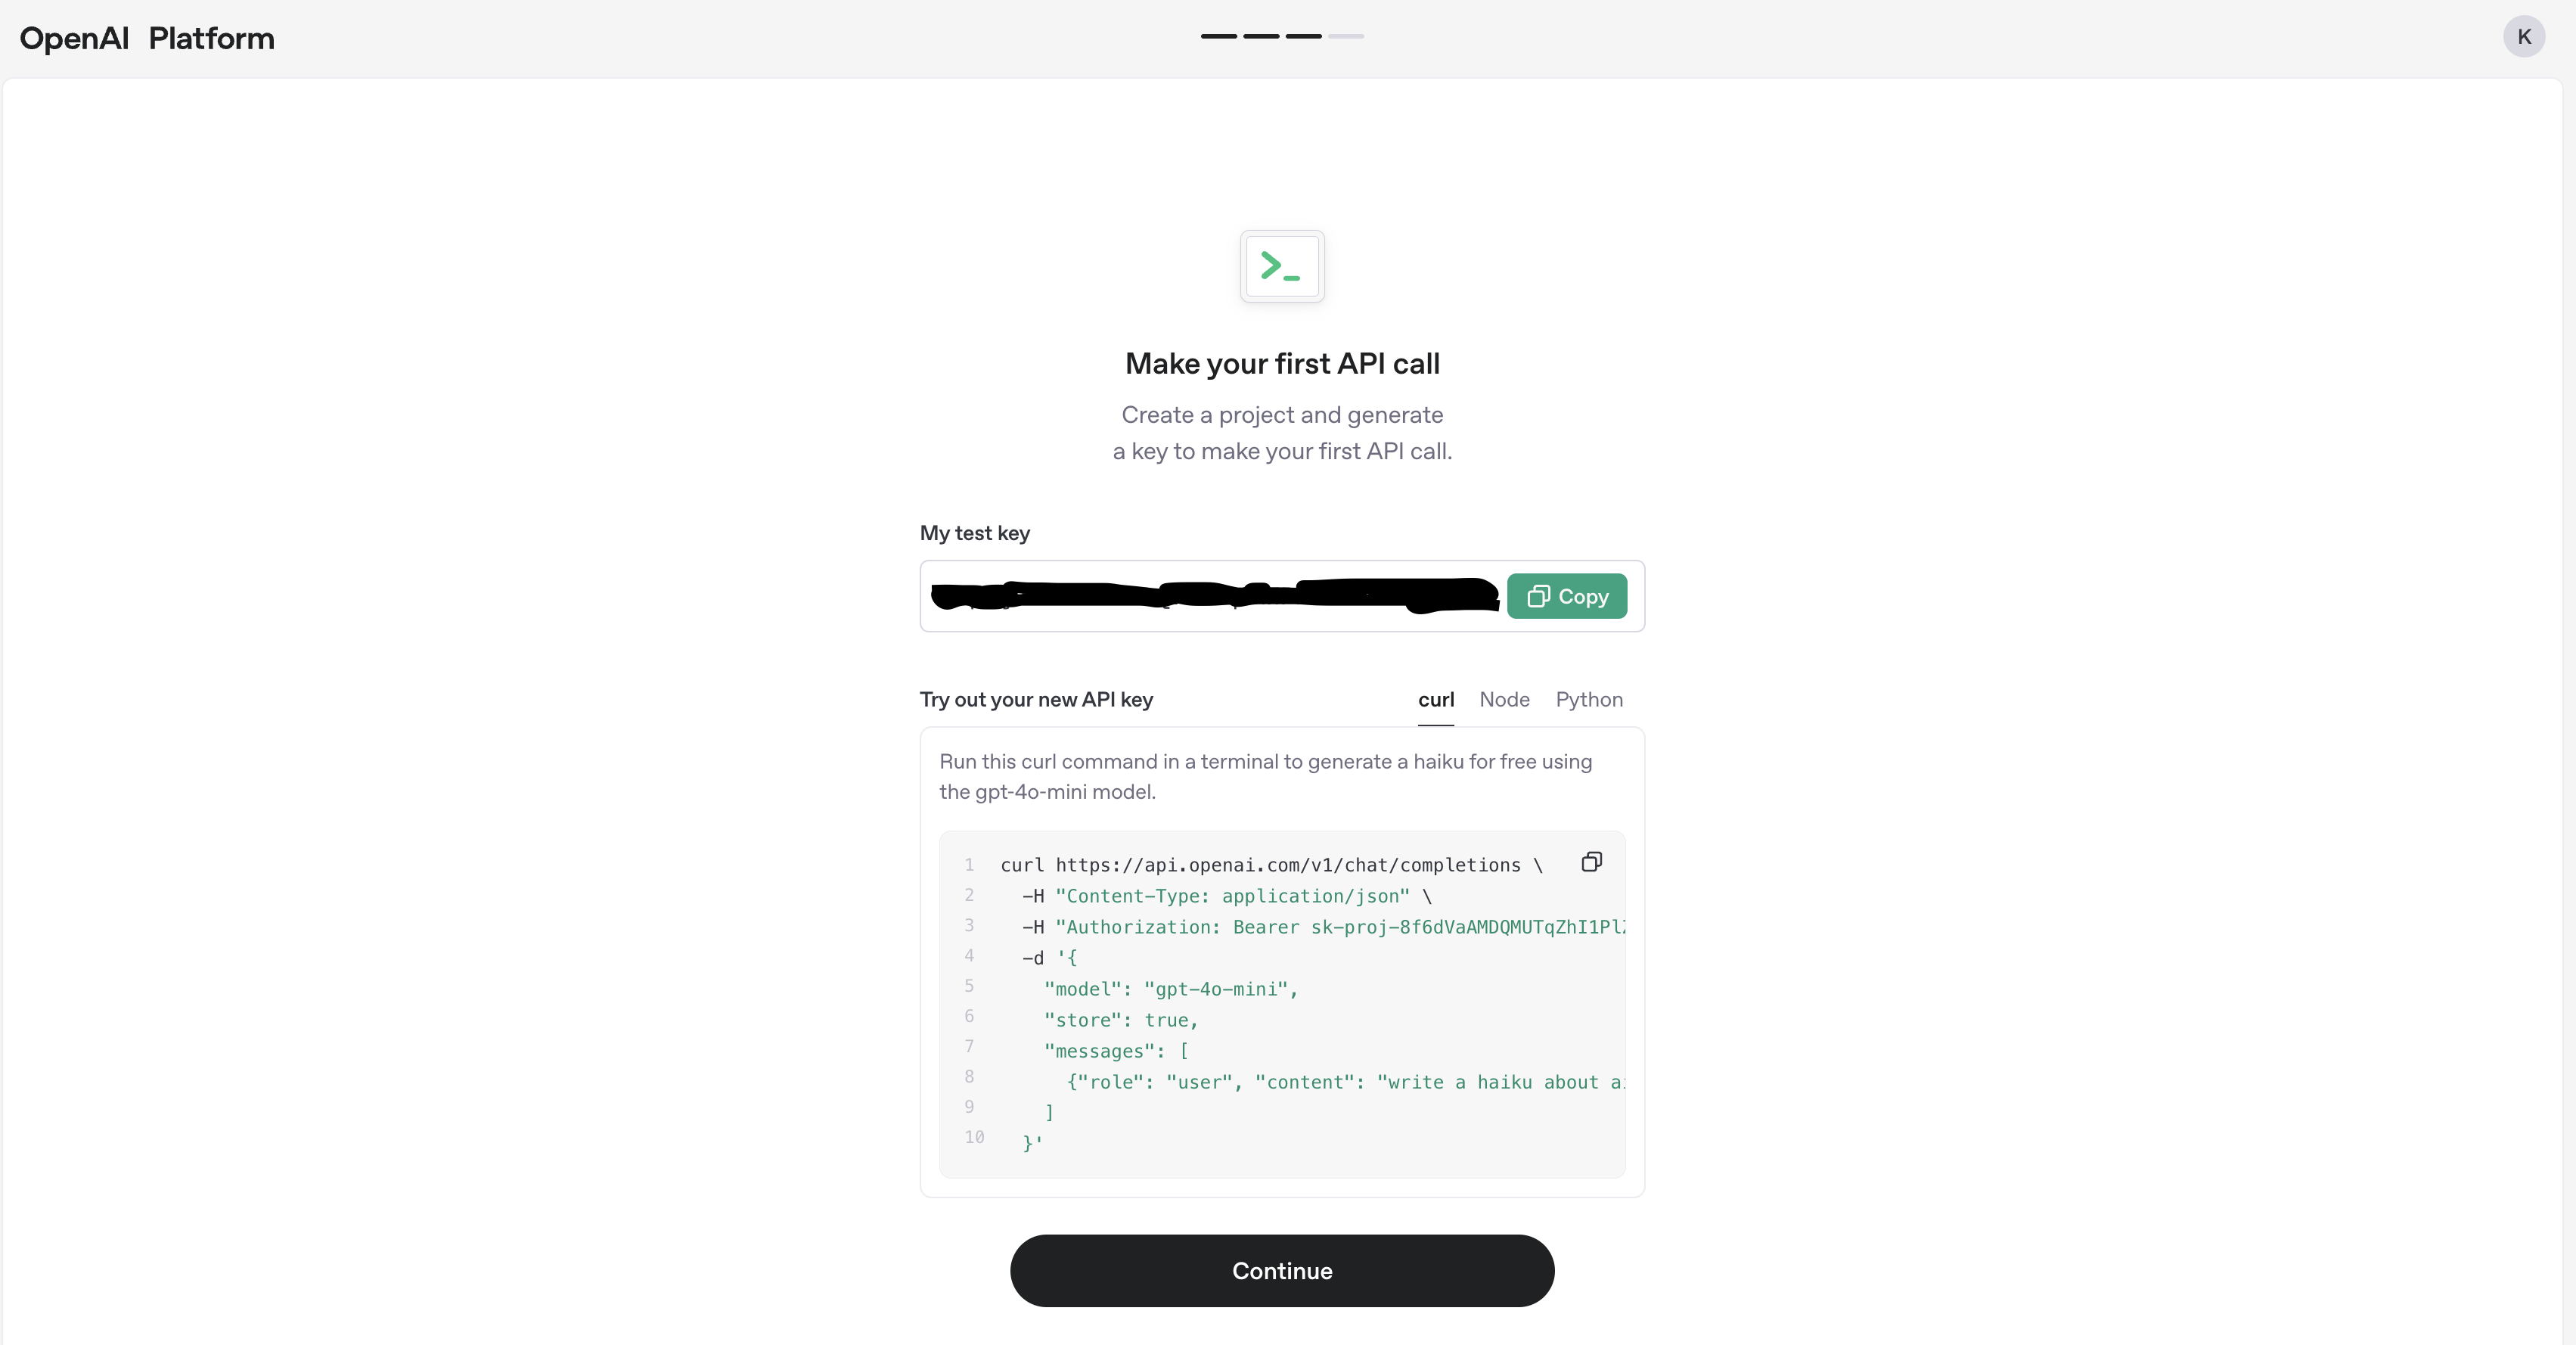 OpenAI Platform
K
>_
Make your first API call
Create a project and generate
a key to make your first API call.
My test key
Copy
Try out your new API key
curl Node Python
Run this curl command in a terminal to generate a haiku for free using
the gpt-4o-mini model.
1 curl https://api.openai.com/v1/chat/completions \
2 -H "Content-Type: application/json" \
3 -H "Authorization: Bearer sk-proj-8f6dVaAMDQMUTqZhI1Pl
4 -d '{
5 "model": "gpt-4o-mini",
6 "store": true,
7 "messages": [
8 {"role": "user", "content": "write a haiku about ai
9 ]
10 }'
Continue